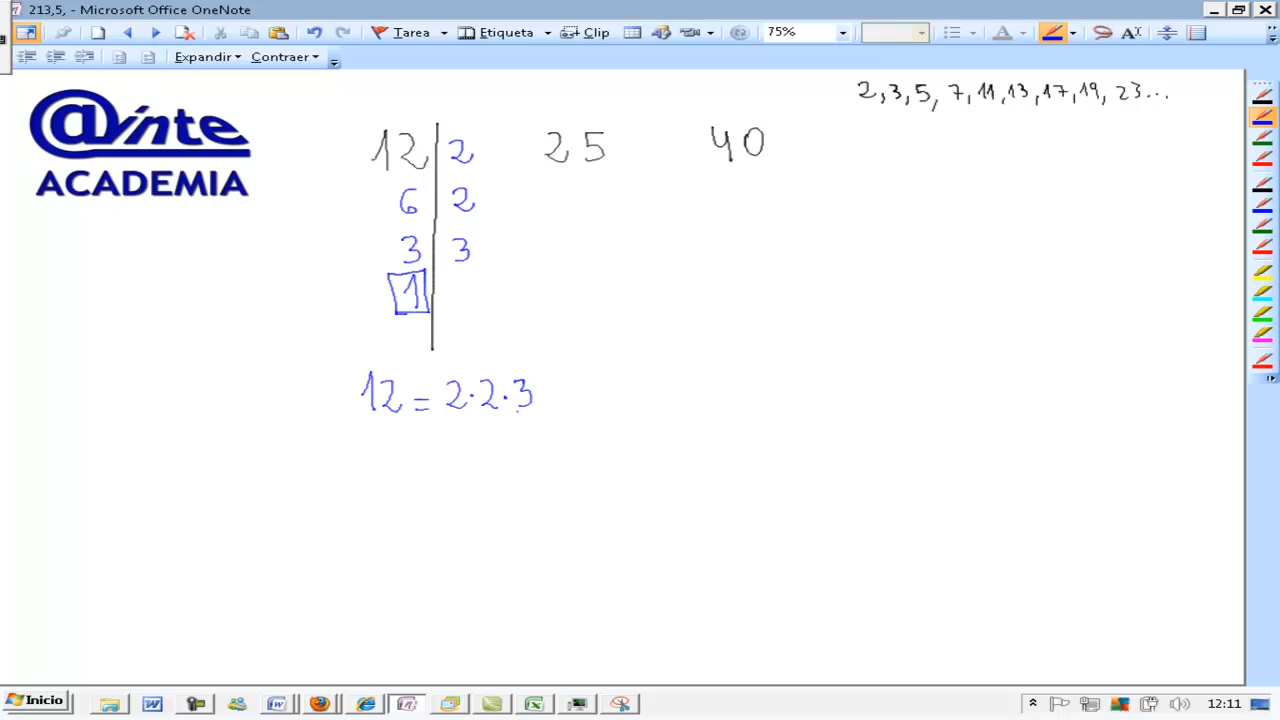 213,5, - Microsoft Office OneNote
Tarea Etiqueta Clip 75%
Expandir Contraer
2,3,5,7,11,13,17,19,23...
@inte
ACADEMIA
12 | 2 25 40
6 | 2
3 | 3
1
12 = 2·2·3
Inicio 12:11